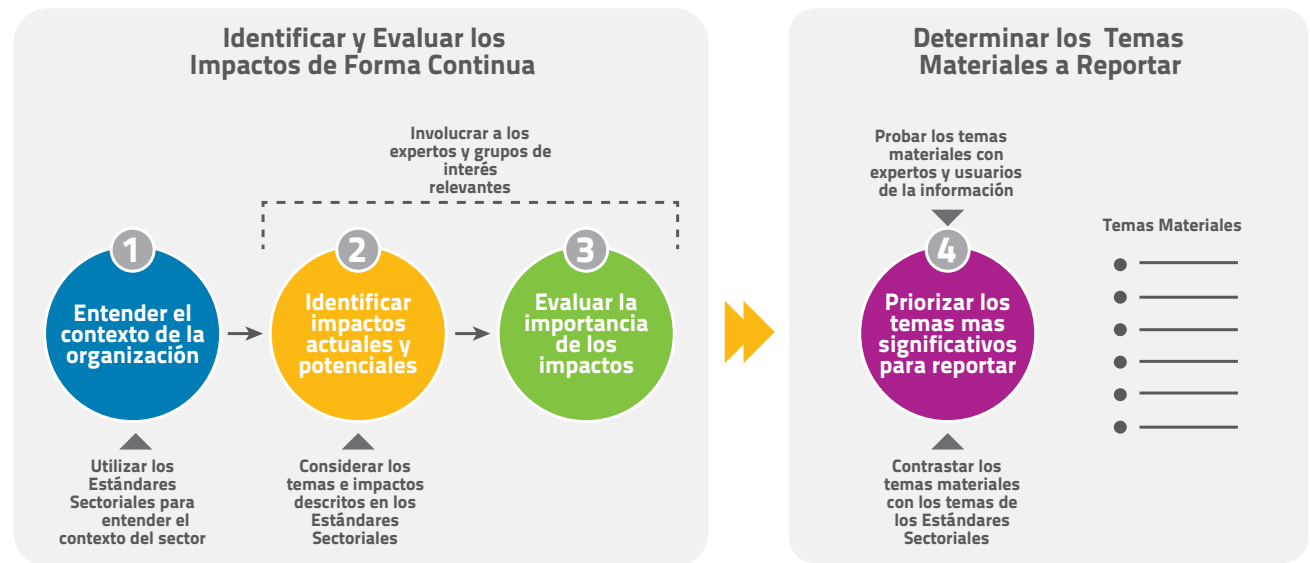 Identificar y Evaluar los
Impactos de Forma Continua
Involucrar a los
expertos y grupos de
interés
relevantes
1
Entender el
contexto de la
organización
Utilizar los
Estándares
Sectoriales para
entender el
contexto del sector
2
Identificar
impactos
actuales y
potenciales
Considerar los
temas e impactos
descritos en los
Estándares
Sectoriales
3
Evaluar la
importancia
de los
impactos
Determinar los Temas
Materiales a Reportar
Probar los temas
materiales con
expertos y usuarios
de la información
4
Priorizar los
temas mas
significativos
para reportar
Contrastar los
temas materiales
con los temas de
los Estándares
Sectoriales
Temas Materiales